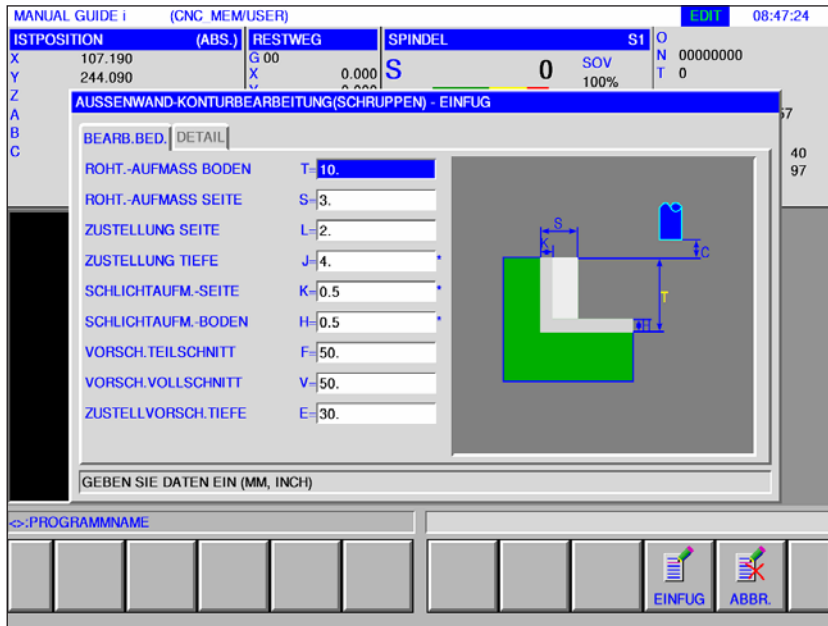 MANUAL GUIDE i (CNC_MEM/USER) EDIT 08:47:24
ISTPOSITION (ABS.) RESTWEG SPINDEL S1 O
X 107.190 G 00 N 00000000
Y 244.090 X 0.000 S 0 SOV T 0
100%
Z
A
B
C
40
97
AUSSENWAND-KONTURBEARBEITUNG(SCHRUPPEN) - EINFUG
BEARB.BED. DETAIL
ROHT.-AUFMASS BODEN T=10.
ROHT.-AUFMASS SEITE S=3.
ZUSTELLUNG SEITE L=2.
ZUSTELLUNG TIEFE J=4. *
SCHLICHTAUFM.-SEITE K=0.5 *
SCHLICHTAUFM.-BODEN H=0.5 *
VORSCH.TEILSCHNITT F=50.
VORSCH.VOLLSCHNITT V=50.
ZUSTELLVORSCH.TIEFE E=30.
S
K
C
T
H
GEBEN SIE DATEN EIN (MM, INCH)
<>:PROGRAMMNAME
EINFUG ABBR.